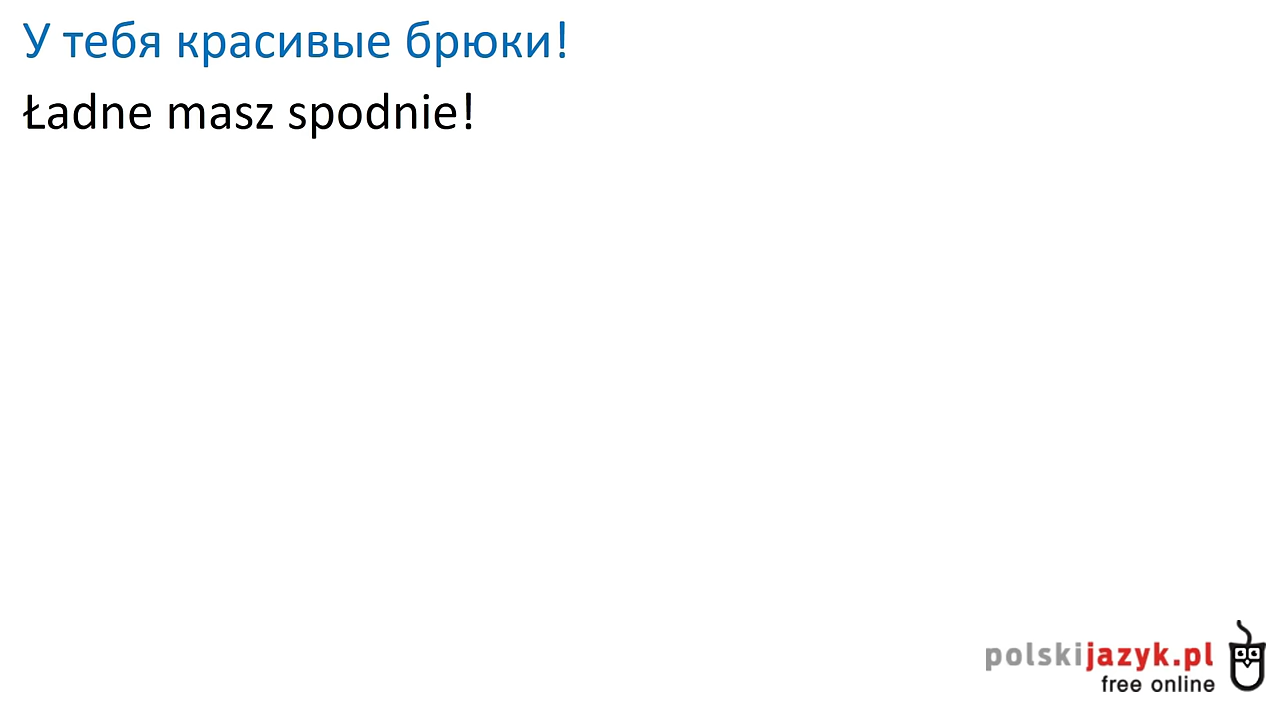 У тебя красивые брюки!
Ładne masz spodnie!
polskijazyk.pl
free online